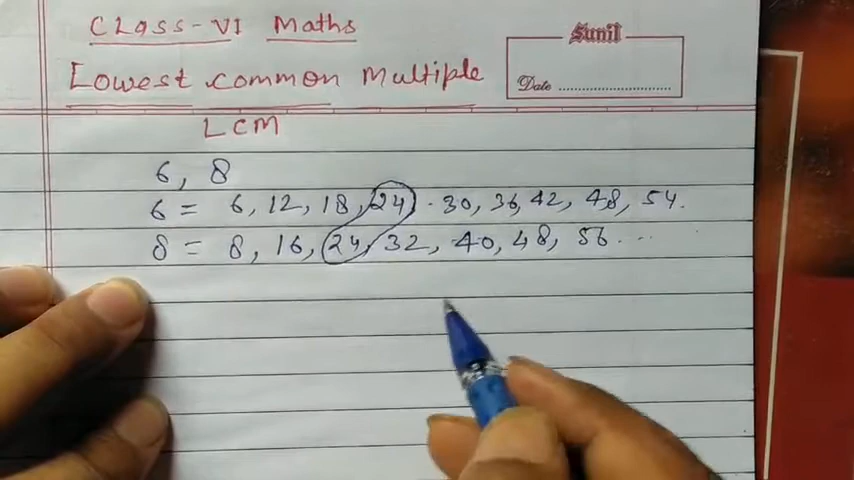 CLASS-VI Maths
Sunil
Lowest common Multiple
Date ..............................
LCM
6, 8
6 = 6, 12, 18, 24, 30, 36, 42, 48, 54.
8 = 8, 16, 24, 32, 40, 48, 56 ...